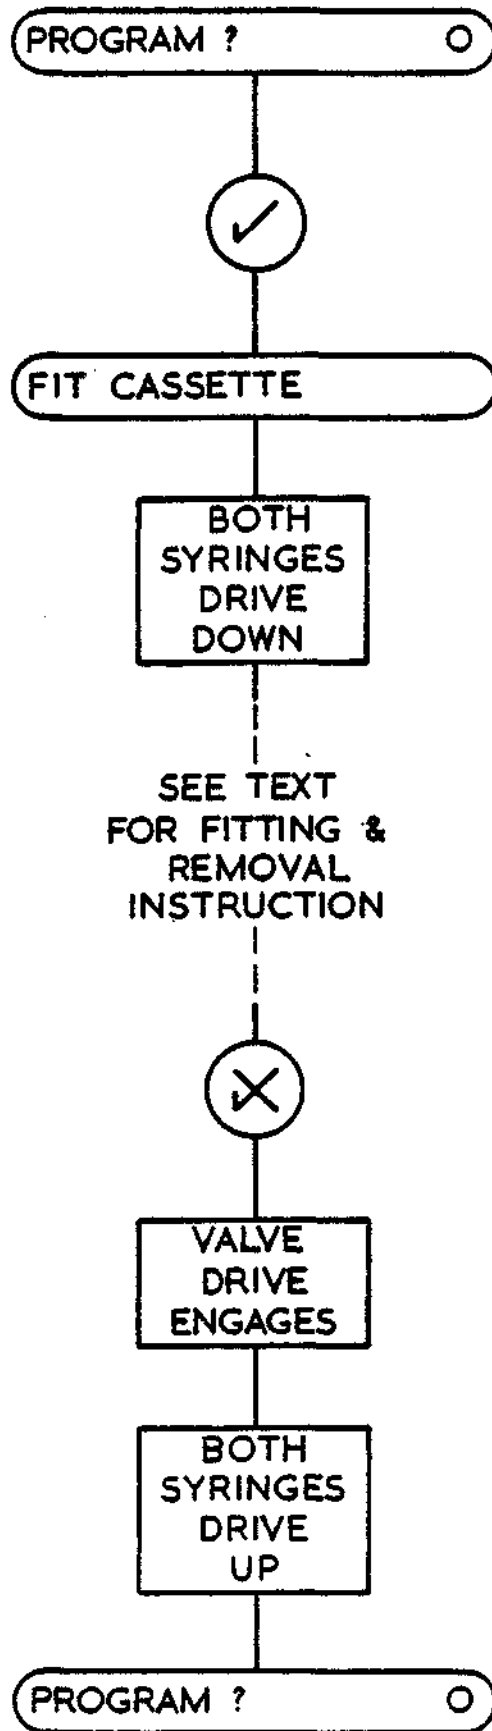 PROGRAM ? O
✓
FIT CASSETTE
BOTH
SYRINGES
DRIVE
DOWN
SEE TEXT
FOR FITTING &
REMOVAL
INSTRUCTION
VALVE
DRIVE
ENGAGES
BOTH
SYRINGES
DRIVE
UP
PROGRAM ? O